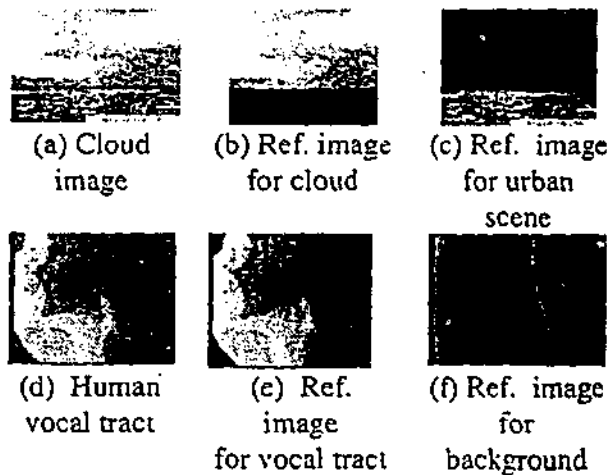 (a) Cloud
image
(b) Ref. image
for cloud
(c) Ref. image
for urban
scene
(d) Human
vocal tract
(e) Ref.
image
for vocal tract
(f) Ref. image
for
background